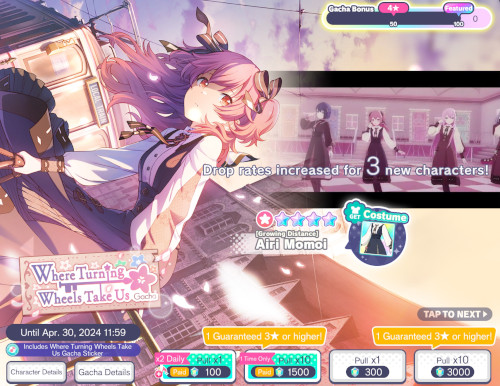 Gacha Bonus 4★ Featured
0
50 100
Drop rates increased for 3 new characters!
GET Costume
[Growing Distance]
Airi Momoi
Where Turning
Wheels Take Us
Gacha
TAP TO NEXT
Until Apr. 30, 2024 11:59
Includes Where Turning Wheels Take
Us Gacha Sticker
Character Details
Gacha Details
x2 Daily
Pull x1
Paid 100
1 Guaranteed 3★ or higher!
1 Time Only
Pull x10
Paid 1500
Pull x1
300
1 Guaranteed 3★ or higher!
Pull x10
3000